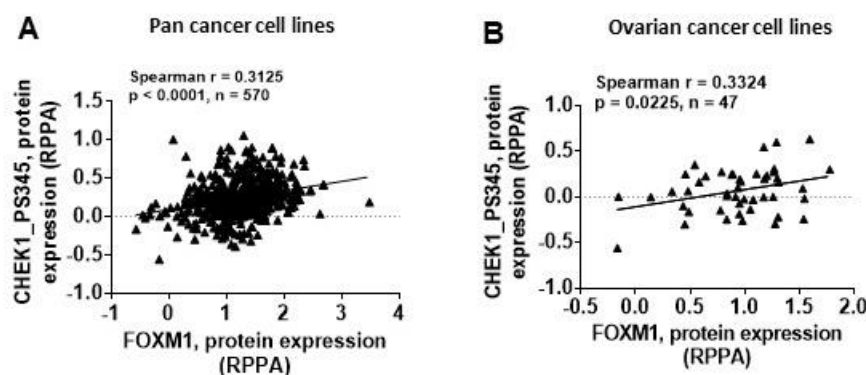 A
Pan cancer cell lines
Spearman r = 0.3125
p < 0.0001, n = 570
CHEK1_PS345, protein
expression (RPPA)
1.5
1.0
0.5
0.0
-0.5
-1.0
-1
0
1
2
3
4
FOXM1, protein expression
(RPPA)
B
Ovarian cancer cell lines
Spearman r = 0.3324
p = 0.0225, n = 47
CHEK1_PS345, protein
expression (RPPA)
1.0
0.5
0.0
-0.5
-1.0
-0.5
0.0
0.5
1.0
1.5
2.0
FOXM1, protein expression
(RPPA)